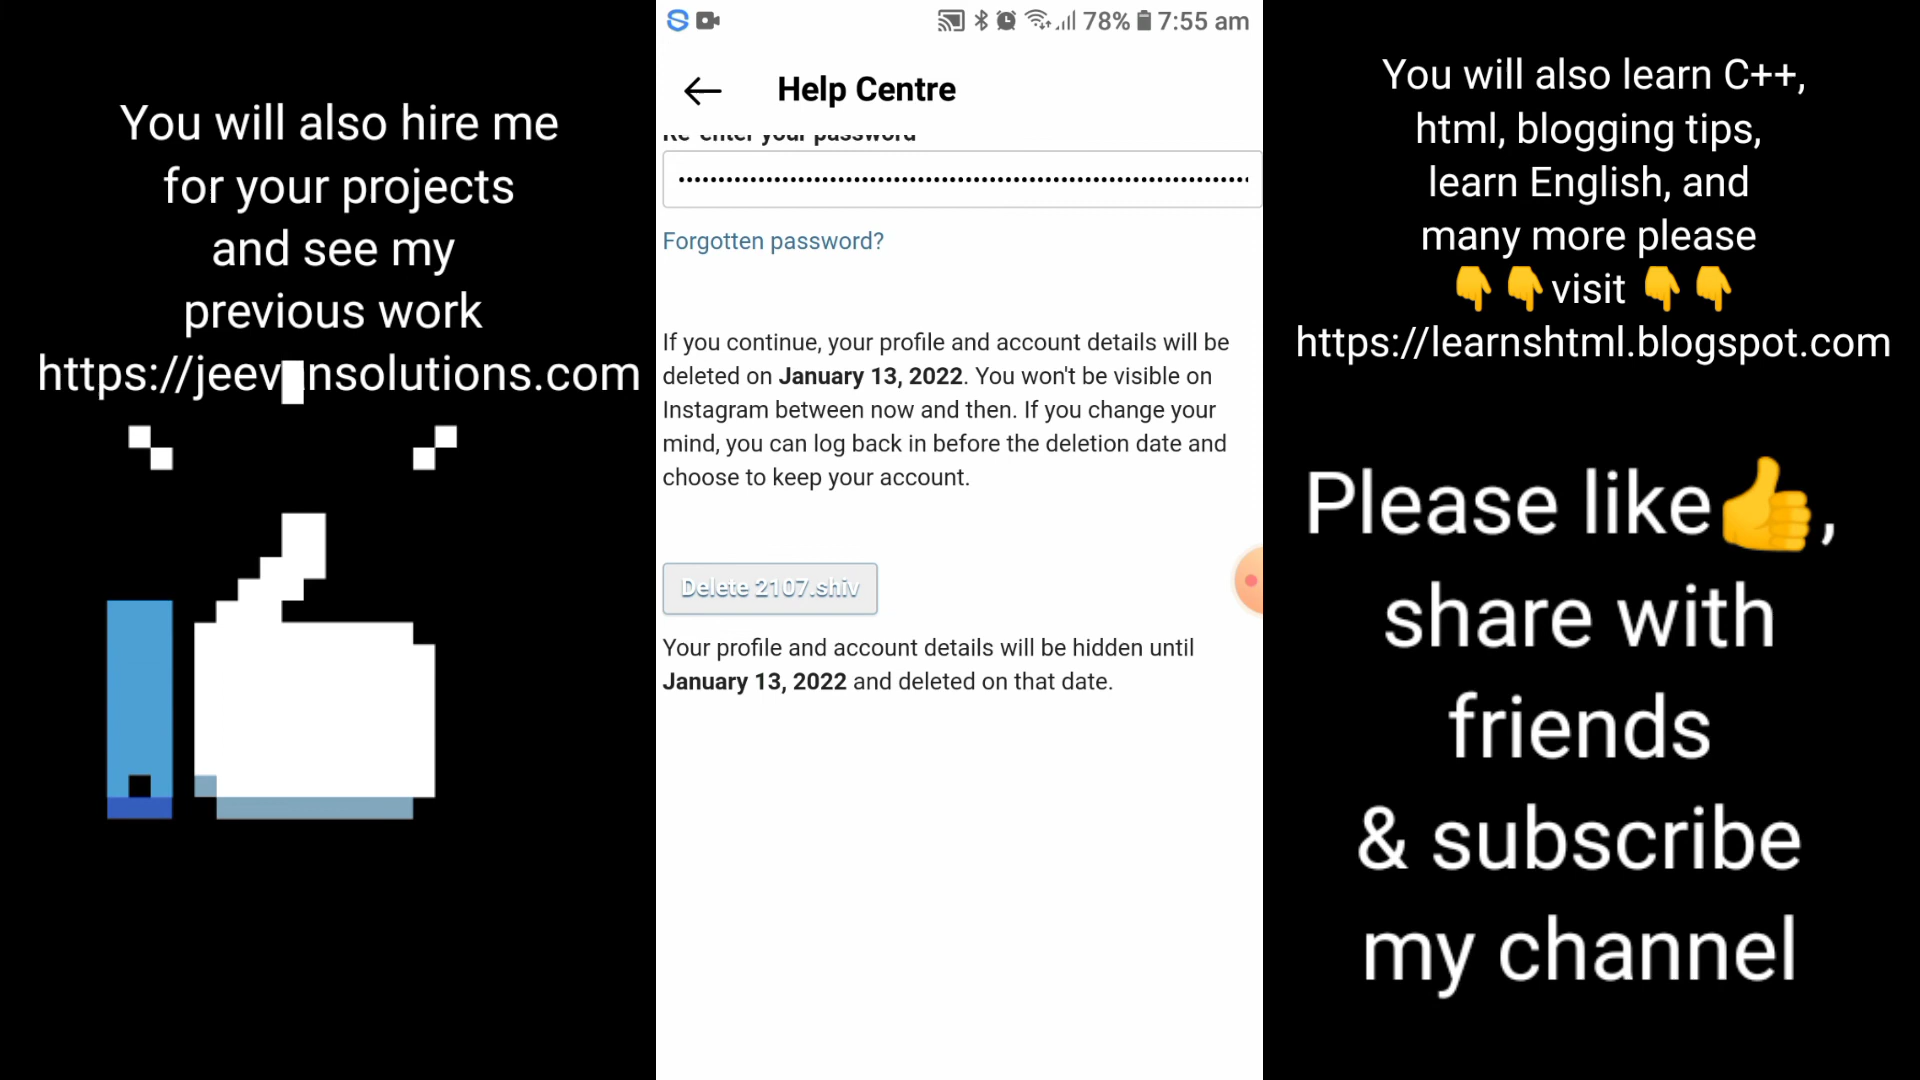 You will also hire me
for your projects
and see my
previous work
78% 7:55 am
Help Centre
Re-enter your password
Forgotten password?
If you continue, your profile and account details will be
deleted on January 13, 2022. You won't be visible on
Instagram between now and then. If you change your
mind, you can log back in before the deletion date and
choose to keep your account.
Delete 2107.shiv
Your profile and account details will be hidden until
January 13, 2022 and deleted on that date.
You will also learn C++,
html, blogging tips,
learn English, and
many more please
👇👇visit 👇👇
https://learnshtml.blogspot.com
Please like👍,
share with
friends
& subscribe
my channel